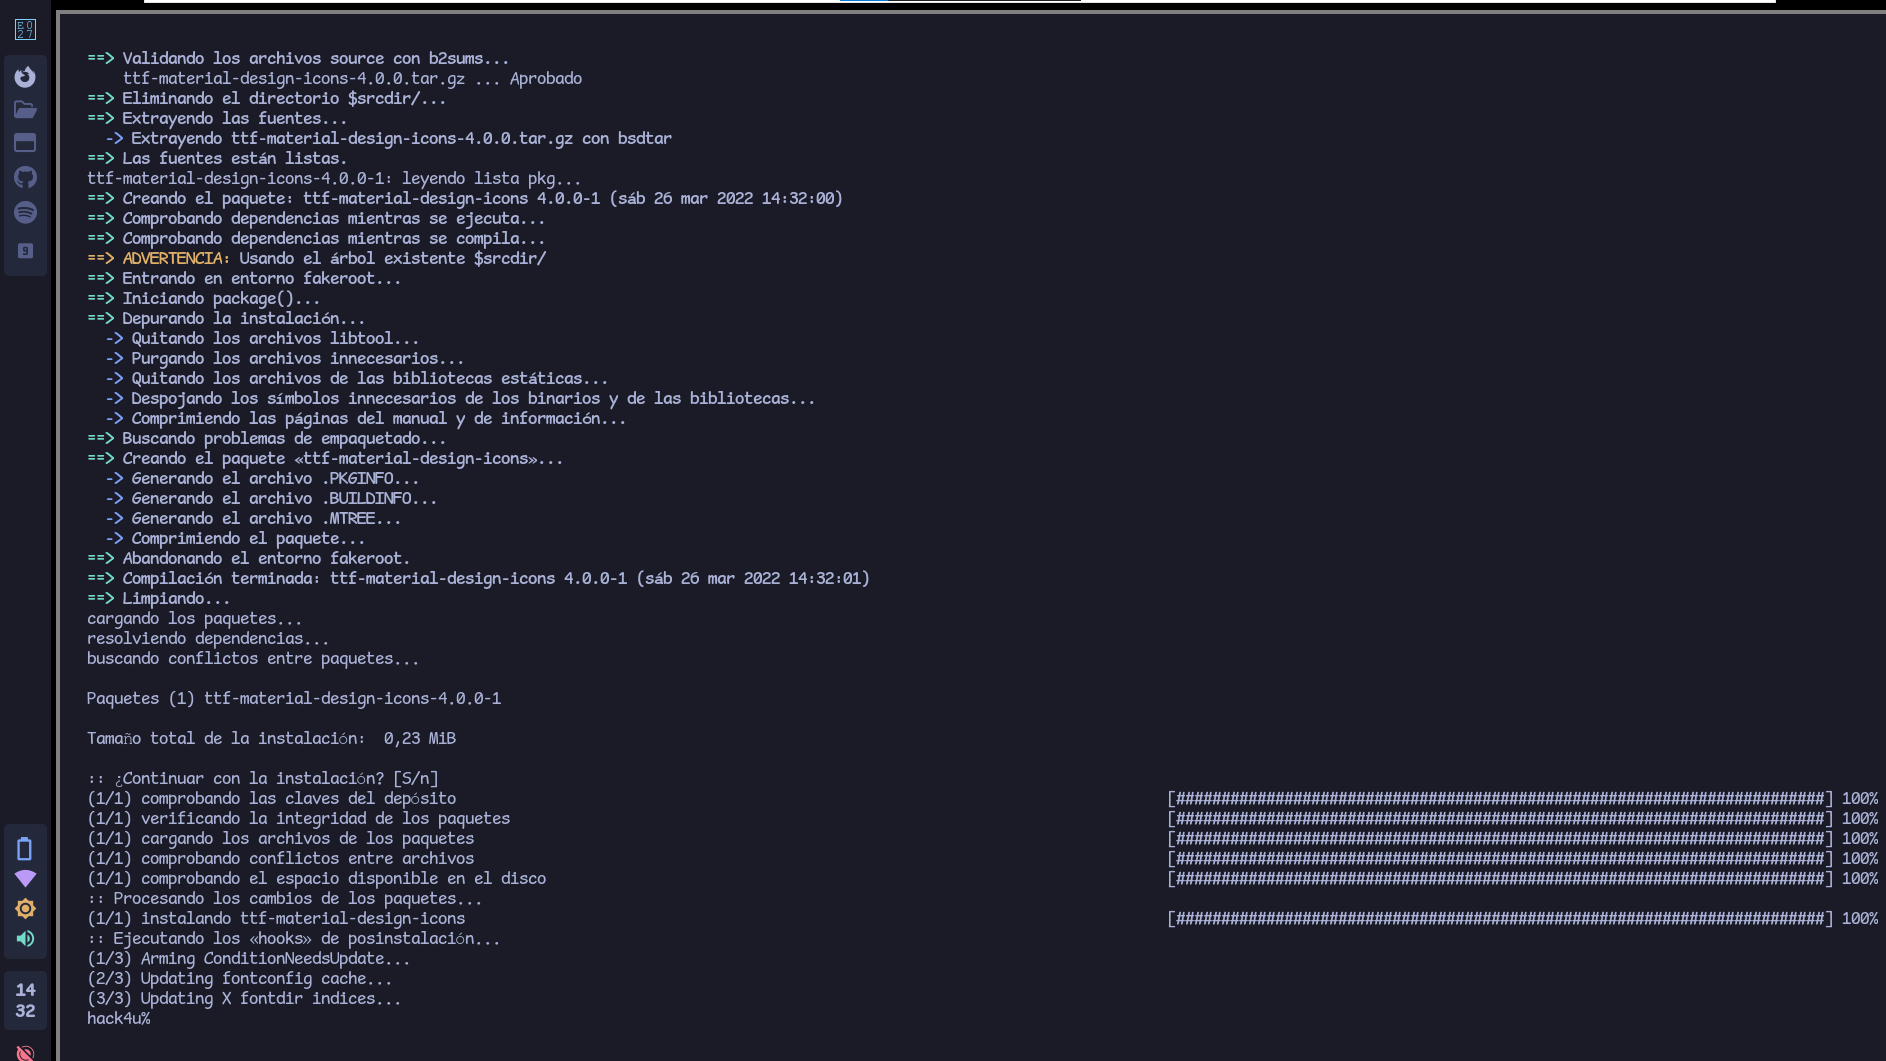 ==> Validando los archivos source con b2sums...
ttf-material-design-icons-4.0.0.tar.gz ... Aprobado
==> Eliminando el directorio $srcdir/...
==> Extrayendo las fuentes...
-> Extrayendo ttf-material-design-icons-4.0.0.tar.gz con bsdtar
==> Las fuentes están listas.
ttf-material-design-icons-4.0.0-1: leyendo lista pkg...
==> Creando el paquete: ttf-material-design-icons 4.0.0-1 (sáb 26 mar 2022 14:32:00)
==> Comprobando dependencias mientras se ejecuta...
==> Comprobando dependencias mientras se compila...
==> ADVERTENCIA: Usando el árbol existente $srcdir/
==> Entrando en entorno fakeroot...
==> Iniciando package()...
==> Depurando la instalación...
-> Quitando los archivos libtool...
-> Purgando los archivos innecesarios...
-> Quitando los archivos de las bibliotecas estáticas...
-> Despojando los símbolos innecesarios de los binarios y de las bibliotecas...
-> Comprimiendo las páginas del manual y de información...
==> Buscando problemas de empaquetado...
==> Creando el paquete «ttf-material-design-icons»...
-> Generando el archivo .PKGINFO...
-> Generando el archivo .BUILDINFO...
-> Generando el archivo .MTREE...
-> Comprimiendo el paquete...
==> Abandonando el entorno fakeroot.
==> Compilación terminada: ttf-material-design-icons 4.0.0-1 (sáb 26 mar 2022 14:32:01)
==> Limpiando...
cargando los paquetes...
resolviendo dependencias...
buscando conflictos entre paquetes...
Paquetes (1) ttf-material-design-icons-4.0.0-1
Tamaño total de la instalación:  0,23 MiB
:: ¿Continuar con la instalación? [S/n]
(1/1) comprobando las claves del depósito [########################################################################] 100%
(1/1) verificando la integridad de los paquetes [########################################################################] 100%
(1/1) cargando los archivos de los paquetes [########################################################################] 100%
(1/1) comprobando conflictos entre archivos [########################################################################] 100%
(1/1) comprobando el espacio disponible en el disco [########################################################################] 100%
:: Procesando los cambios de los paquetes...
(1/1) instalando ttf-material-design-icons [########################################################################] 100%
:: Ejecutando los «hooks» de posinstalación...
(1/3) Arming ConditionNeedsUpdate...
(2/3) Updating fontconfig cache...
(3/3) Updating X fontdir indices...
hack4u%
9
14
32